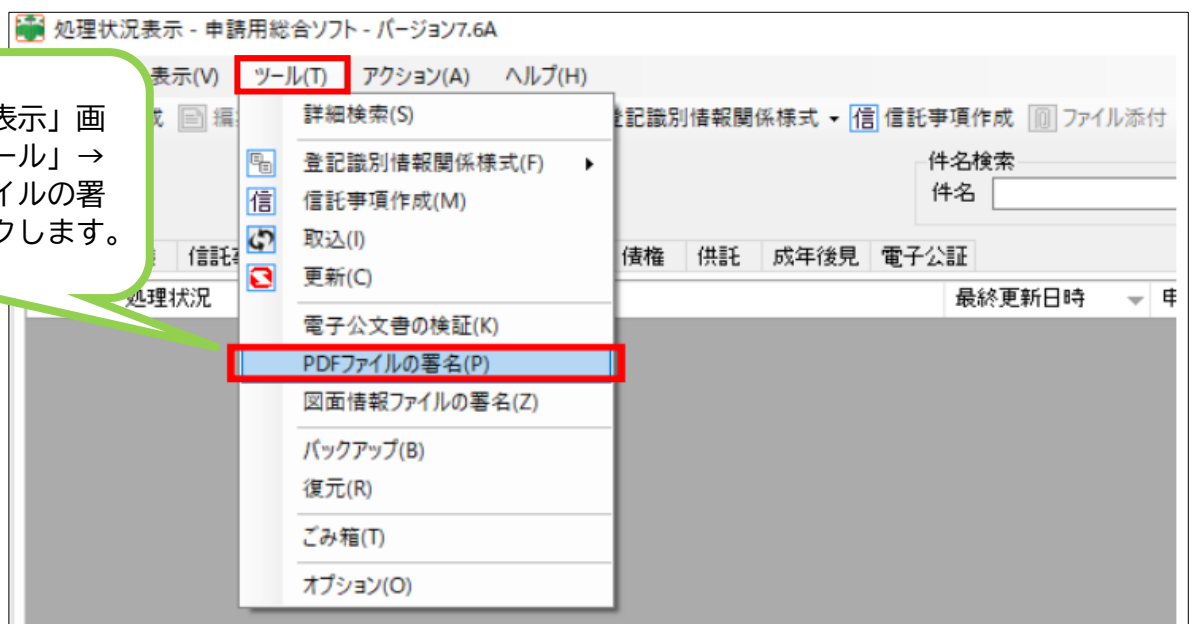 処理状況表示 - 申請用総合ソフト - バージョン7.6A
表示(V) ツール(T) アクション(A) ヘルプ(H)
表示」画
ール」→
イルの署
クします。
成 編
登記識別情報関係様式 信 信託事項作成 ファイル添付
件名検索
件名
信託
債権 供託 成年後見 電子公証
処理状況
最終更新日時 申
詳細検索(S)
登記識別情報関係様式(F)
信 信託事項作成(M)
取込(I)
更新(C)
電子公文書の検証(K)
PDFファイルの署名(P)
図面情報ファイルの署名(Z)
バックアップ(B)
復元(R)
ごみ箱(T)
オプション(O)